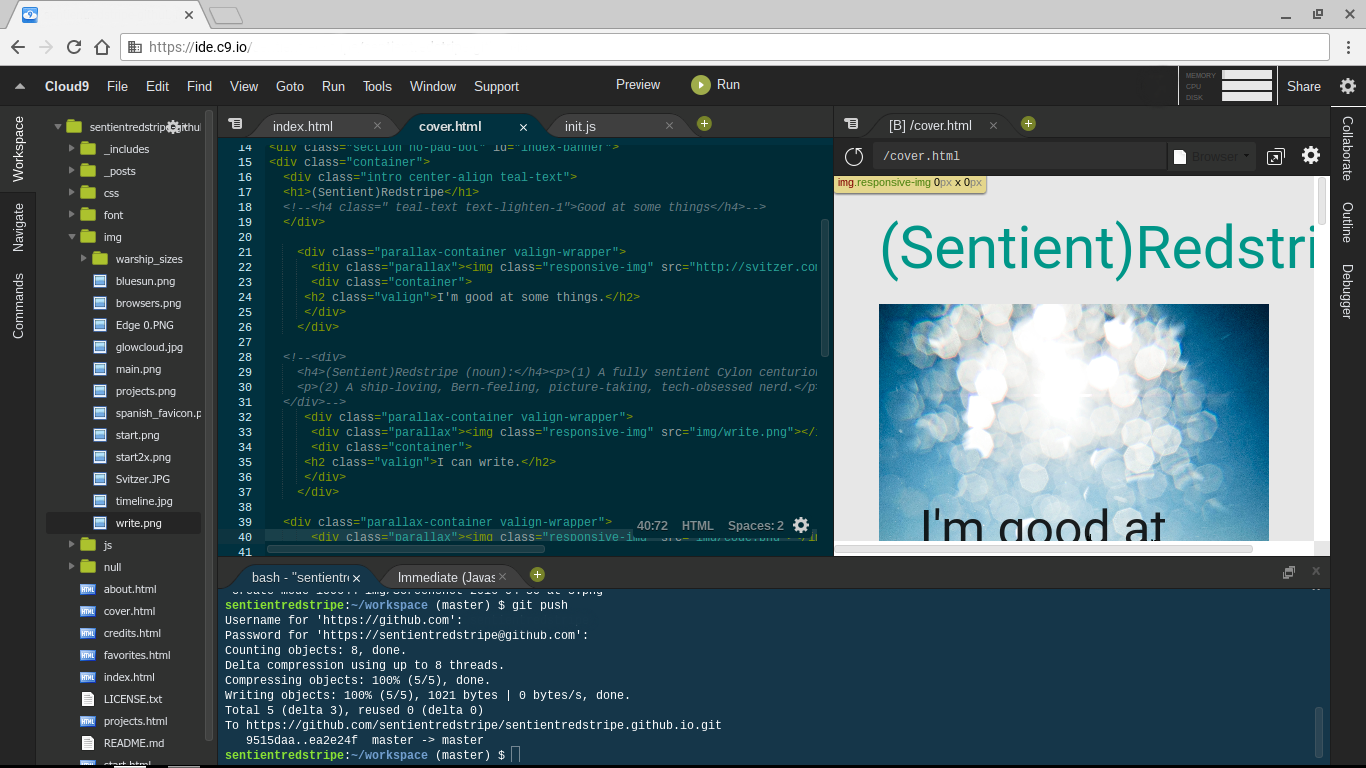 https://ide.c9.io/
Cloud9 File Edit Find View Goto Run Tools Window Support Preview Run MEMORY CPU DISK Share
Workspace
Navigate
Commands
sentientredstripe.github
_includes
_posts
css
font
img
warship_sizes
bluesun.png
browsers.png
Edge 0.PNG
glowcloud.jpg
main.png
projects.png
spanish_favicon.p
start.png
start2x.png
Svitzer.JPG
timeline.jpg
write.png
js
null
about.html
cover.html
credits.html
favorites.html
index.html
LICENSE.txt
projects.html
README.md
start.html
index.html cover.html init.js
14 <div class="section no-pad-bot" id="index-banner">
15 <div class="container">
16 <div class="intro center-align teal-text">
17 <h1>(Sentient)Redstripe</h1>
18 <!--<h4 class=" teal-text text-lighten-1">Good at some things</h4>-->
19 </div>
20
21 <div class="parallax-container valign-wrapper">
22 <div class="parallax"><img class="responsive-img" src="http://svitzer.com
23 <div class="container">
24 <h2 class="valign">I'm good at some things.</h2>
25 </div>
26 </div>
27
28 <!--<div>
29 <h4>(Sentient)Redstripe (noun):</h4><p>(1) A fully sentient Cylon centurion
30 <p>(2) A ship-loving, Bern-feeling, picture-taking, tech-obsessed nerd.</p>
31 </div>-->
32 <div class="parallax-container valign-wrapper">
33 <div class="parallax"><img class="responsive-img" src="img/write.png"></i
34 <div class="container">
35 <h2 class="valign">I can write.</h2>
36 </div>
37 </div>
38
39 <div class="parallax-container valign-wrapper">
40 <div class="parallax"><img class="responsive-img" src="img/code.png"></i
41
40:72 HTML Spaces: 2
[B] /cover.html
/cover.html Browser
img.responsive-img 0px x 0px
(Sentient)Redstri
I'm good at
Collaborate
Outline
Debugger
bash - "sentientr Immediate (Javas
sentientredstripe:~/workspace (master) $ git push
Username for 'https://github.com':
Password for 'https://sentientredstripe@github.com':
Counting objects: 8, done.
Delta compression using up to 8 threads.
Compressing objects: 100% (5/5), done.
Writing objects: 100% (5/5), 1021 bytes | 0 bytes/s, done.
Total 5 (delta 3), reused 0 (delta 0)
To https://github.com/sentientredstripe/sentientredstripe.github.io.git
9515daa..ea2e24f master -> master
sentientredstripe:~/workspace (master) $